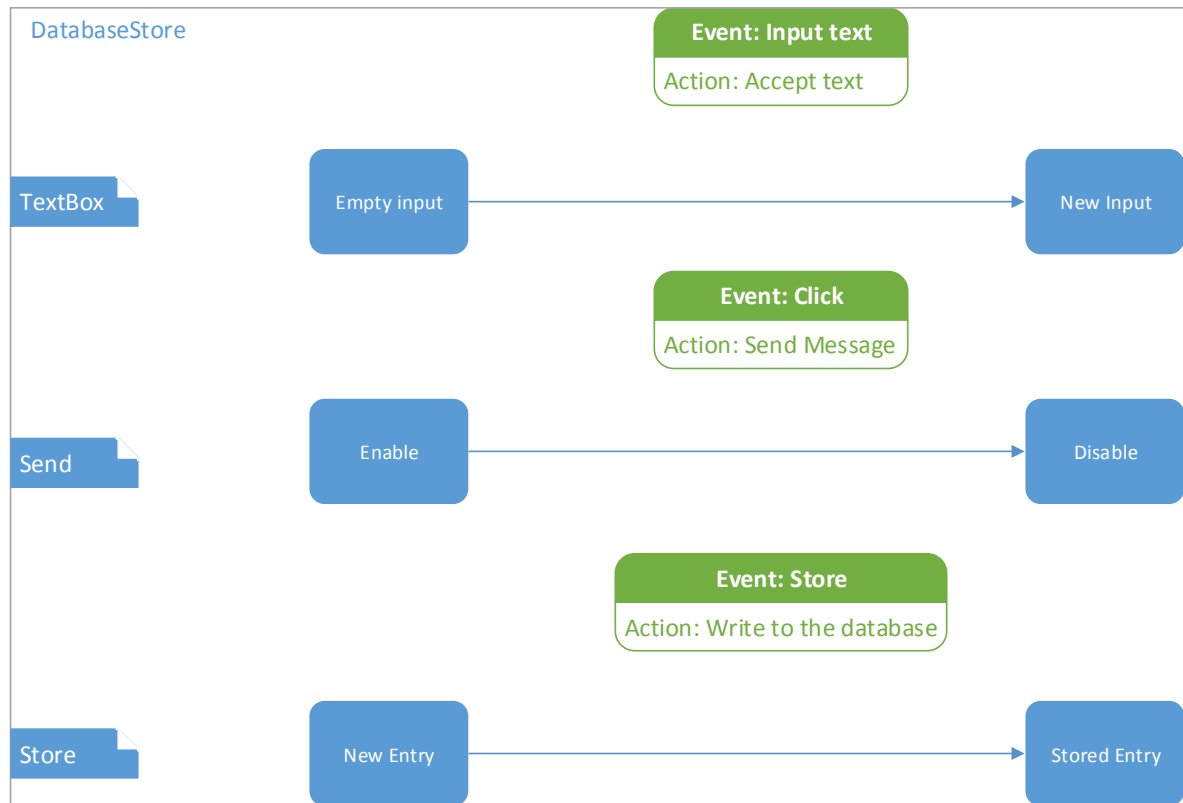 DatabaseStore
Event: Input text
Action: Accept text
TextBox
Empty input
New Input
Event: Click
Action: Send Message
Send
Enable
Disable
Event: Store
Action: Write to the database
Store
New Entry
Stored Entry